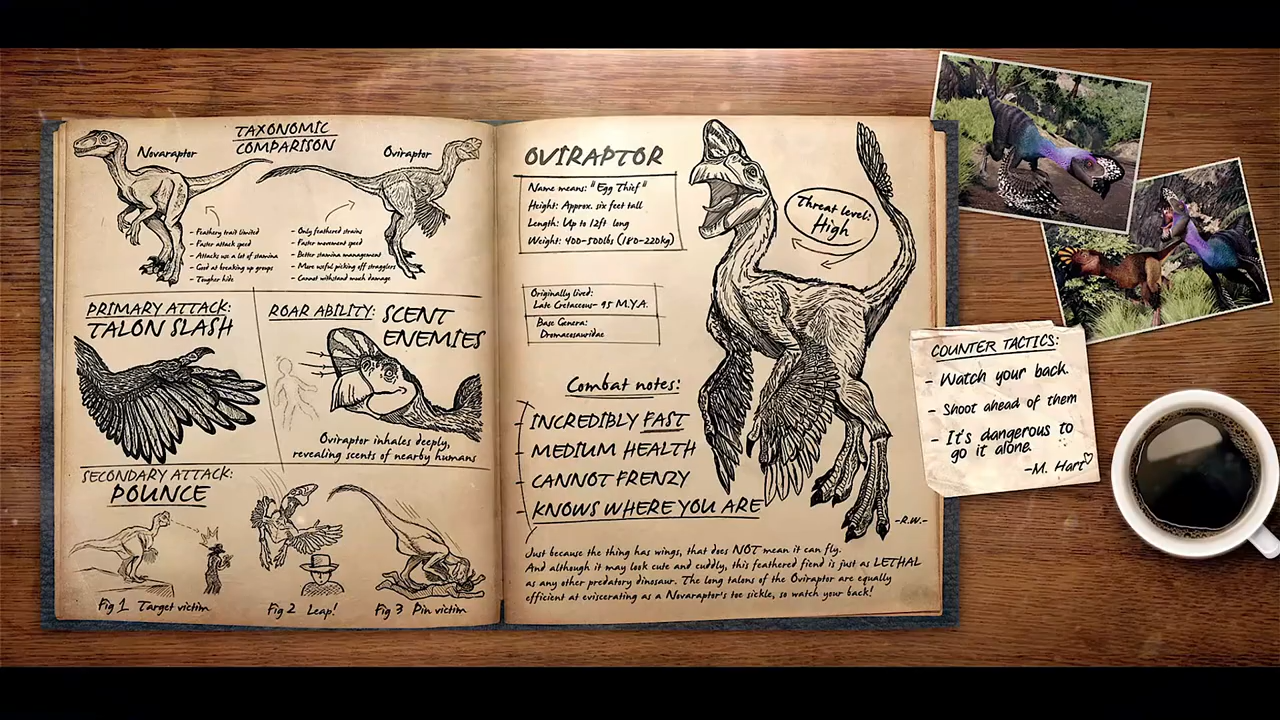 TAXONOMIC
COMPARISON
Novaraptor
Oviraptor
- Feathery trait limited
- Faster attack speed
- Attacks use a lot of stamina
- Good at breaking up groups
- Tougher hide
- Only feathered strains
- Faster movement speed
- Better stamina management
- More useful picking off stragglers
- Cannot withstand much damage
PRIMARY ATTACK:
TALON SLASH
ROAR ABILITY: SCENT
ENEMIES
Oviraptor inhales deeply,
revealing scents of nearby humans
SECONDARY ATTACK:
POUNCE
Fig 1 Target victim
Fig 2 Leap!
Fig 3 Pin victim
OVIRAPTOR
Name means: "Egg Thief"
Height: Approx. six feet tall
Length: Up to 12ft long
Weight: 400-500lbs (180-220kg)
Threat level:
High
Originally lived:
Late Cretaceous- 95 M.Y.A.
Base Genera:
Dromaeosauridae
Combat notes:
- INCREDIBLY FAST
- MEDIUM HEALTH
- CANNOT FRENZY
- KNOWS WHERE YOU ARE
-R.W.-
Just because the thing has wings, that does NOT mean it can fly.
And although it may look cute and cuddly, this feathered fiend is just as LETHAL
as any other predatory dinosaur. The long talons of the Oviraptor are equally
efficient at eviscerating as a Novaraptor's toe sickle, so watch your back!
COUNTER TACTICS:
- Watch your back.
- Shoot ahead of them
- It's dangerous to
go it alone.
-M. Hart♡